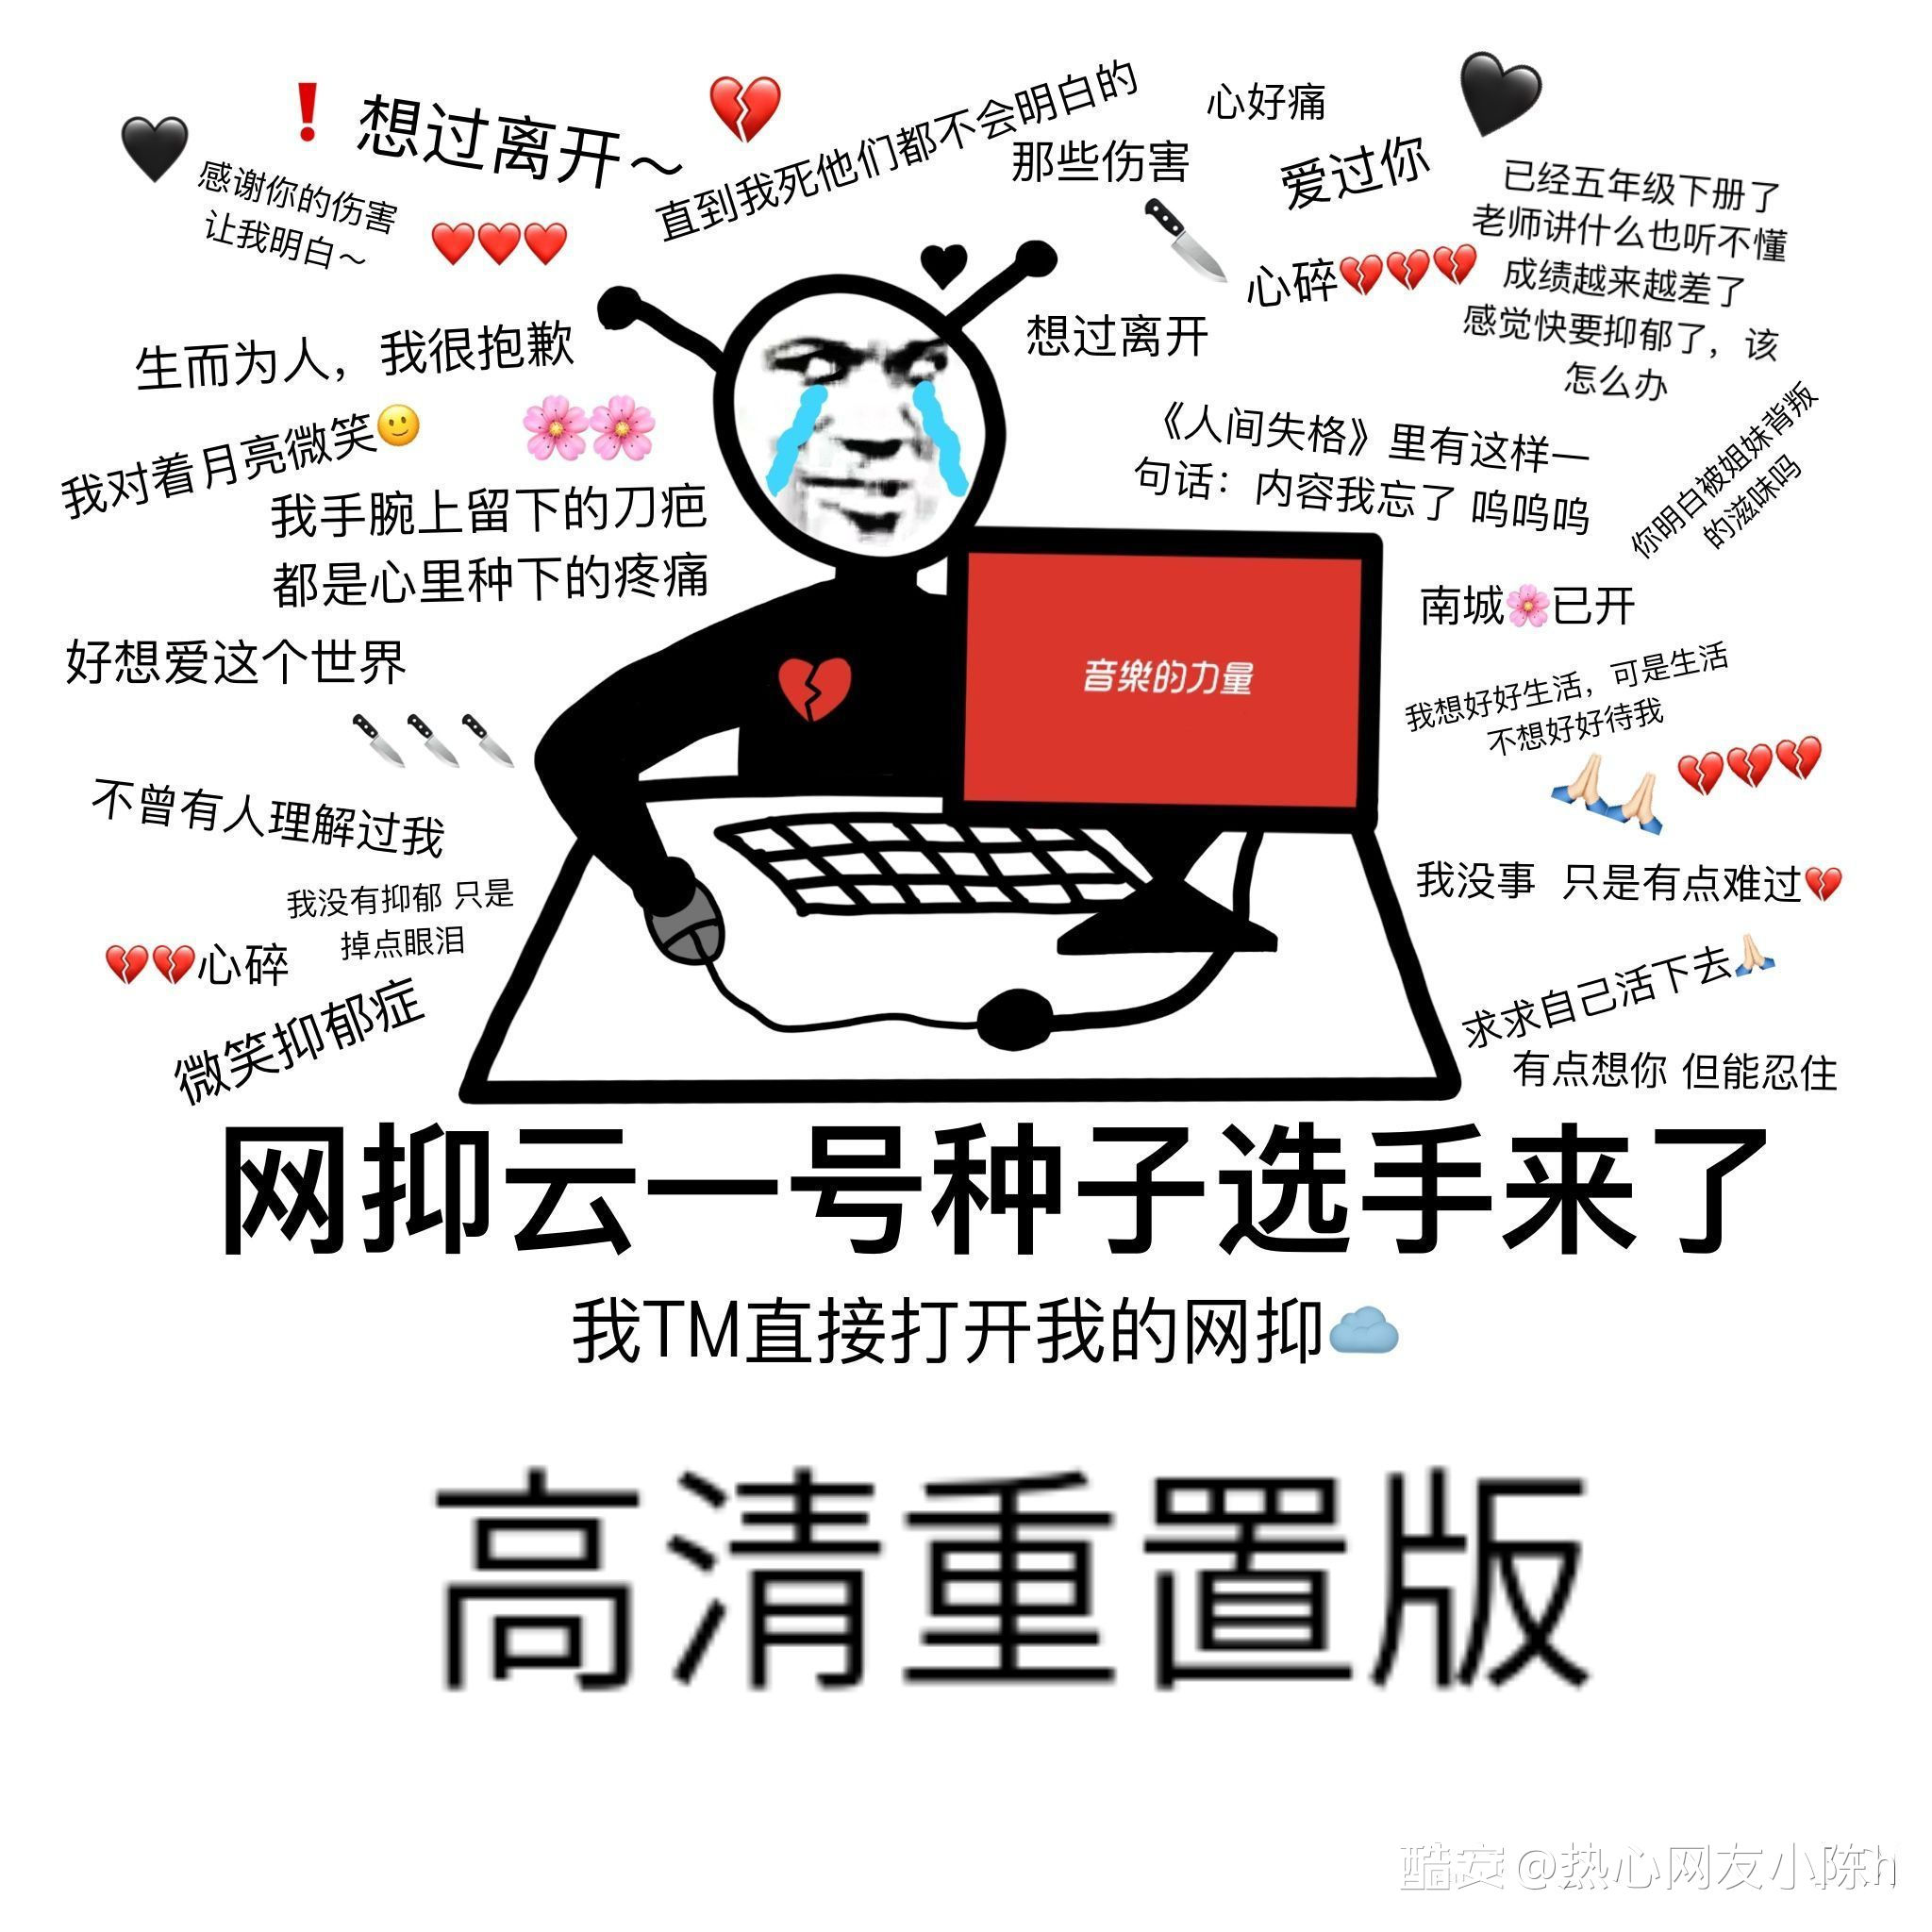 ❗想过离开～
直到我死他们都不会明白的
心好痛
那些伤害
爱过你
感谢你的伤害
让我明白～
已经五年级下册了
老师讲什么也听不懂
成绩越来越差了
感觉快要抑郁了，该
怎么办
心碎💔💔💔
想过离开
生而为人，我很抱歉
我对着月亮微笑🙂
《人间失格》里有这样一
句话：内容我忘了 呜呜呜
你明白被姐妹背叛
的滋味吗
我手腕上留下的刀疤
都是心里种下的疼痛
南城🌸已开
好想爱这个世界
音樂的力量
我想好好生活，可是生活
不想好好待我
不曾有人理解过我
我没事 只是有点难过💔
我没有抑郁 只是
掉点眼泪
💔💔心碎
求求自己活下去🙏🏻
微笑抑郁症
有点想你 但能忍住
网抑云一号种子选手来了
我TM直接打开我的网抑☁️
高清重置版
酷安 @热心网友小陈h